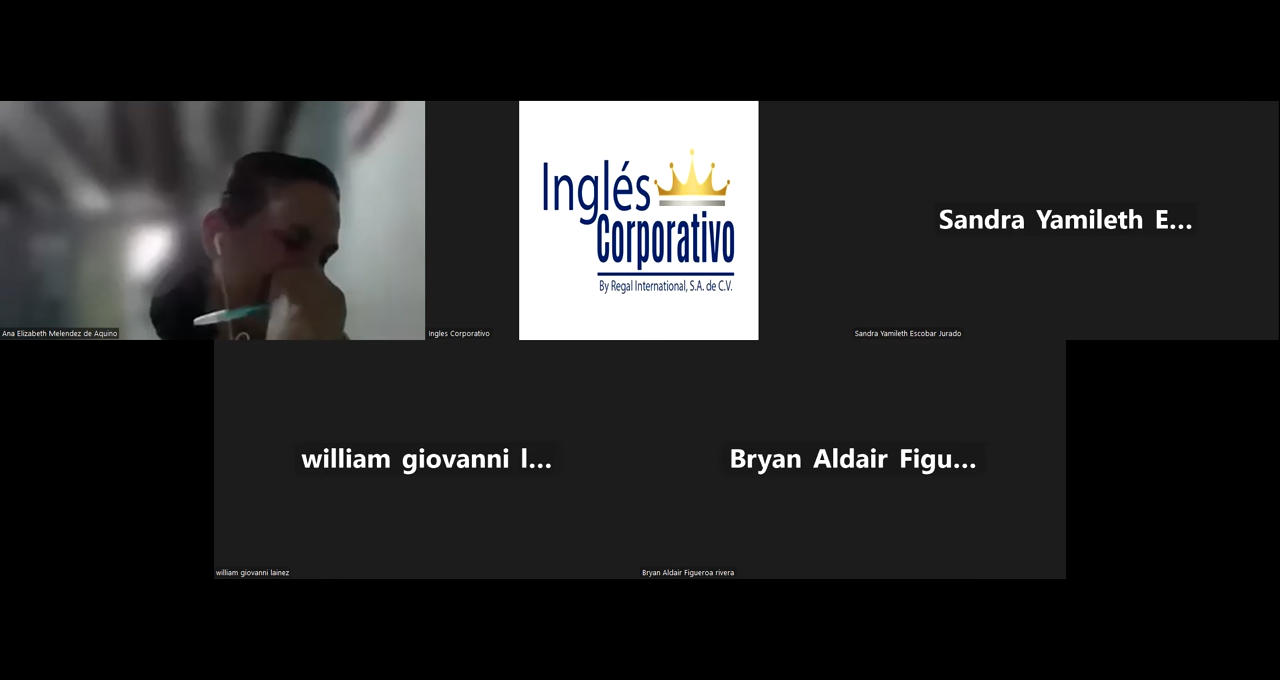 Inglés
Corporativo
By Regal International, S.A. de C.V.
Sandra Yamileth E...
Ana Elizabeth Melendez de Aquino
Ingles Corporativo
Sandra Yamileth Escobar Jurado
william giovanni l...
Bryan Aldair Figu...
william giovanni lainez
Bryan Aldair Figueroa rivera